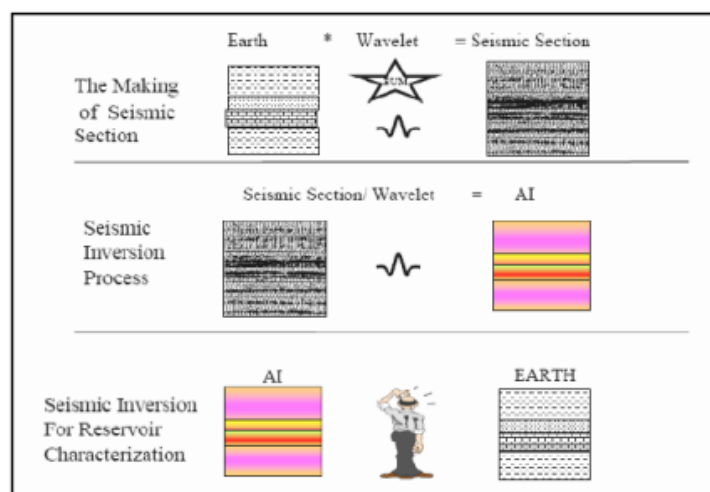 Earth * Wavelet = Seismic Section
The Making
of Seismic
Section
BUM
Seismic Section/ Wavelet = AI
Seismic
Inversion
Process
AI EARTH
Seismic Inversion
For Reservoir
Characterization